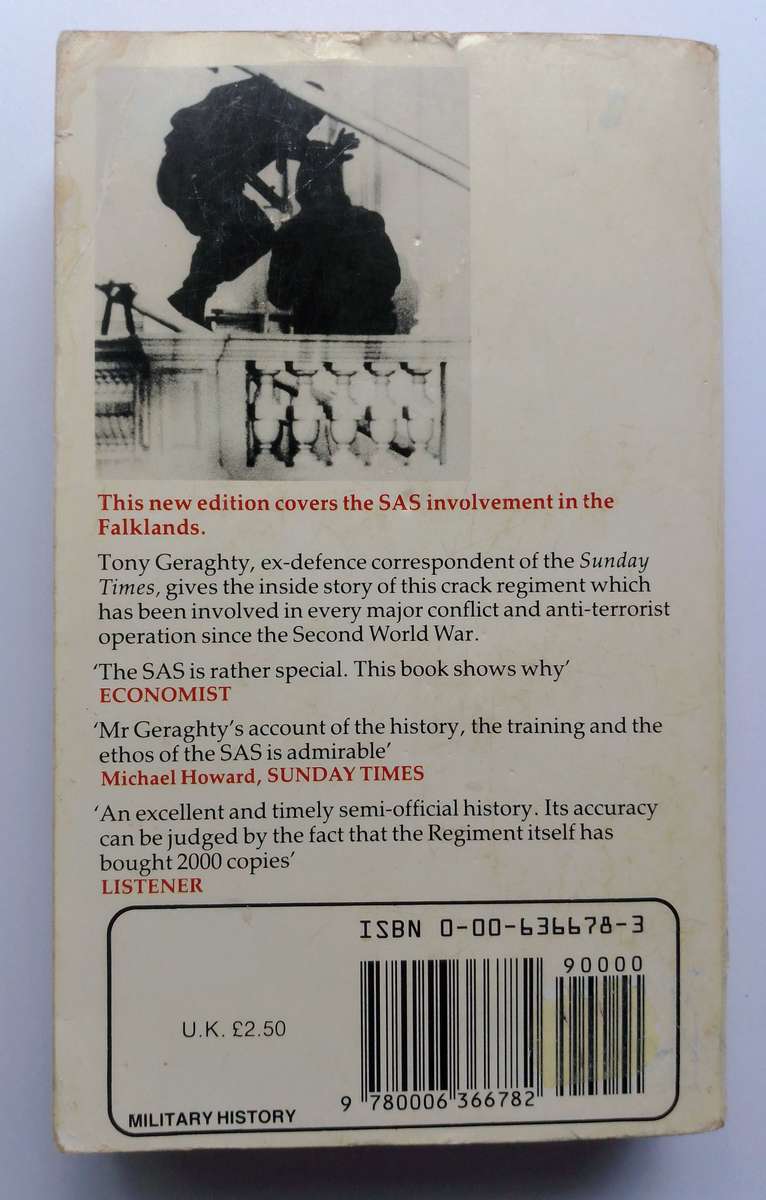 This new edition covers the SAS involvement in the
Falklands.
Tony Geraghty, ex-defence correspondent of the Sunday
Times, gives the inside story of this crack regiment which
has been involved in every major conflict and anti-terrorist
operation since the Second World War.
‘The SAS is rather special. This book shows why’
ECONOMIST
‘Mr Geraghty’s account of the history, the training and the
ethos of the SAS is admirable’
Michael Howard, SUNDAY TIMES
‘An excellent and timely semi-official history. Its accuracy
can be judged by the fact that the Regiment itself has
bought 2000 copies’
LISTENER
ISBN 0-00-636678-3
90000
U.K. £2.50
9 780006 366782
MILITARY HISTORY